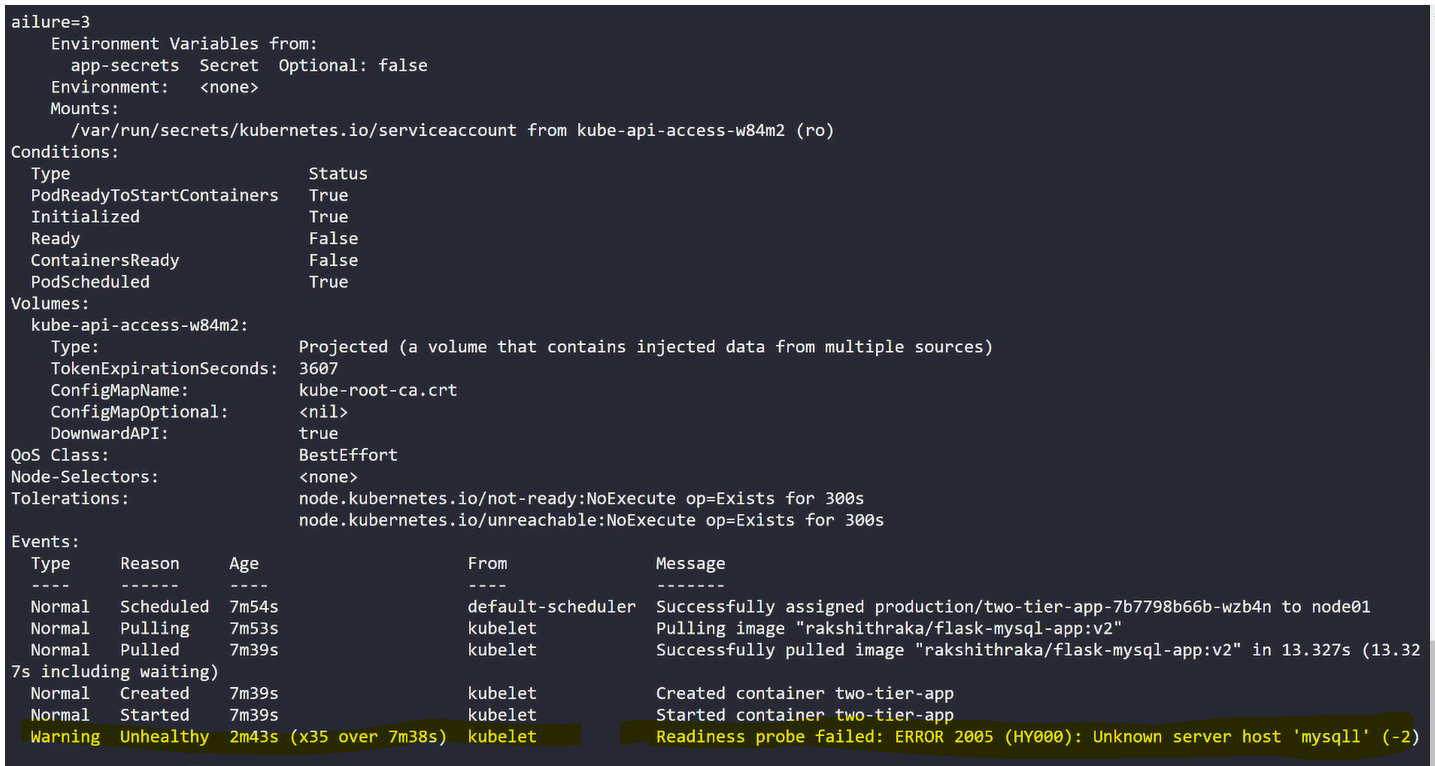 ailure=3
    Environment Variables from:
      app-secrets  Secret  Optional: false
    Environment:   <none>
    Mounts:
      /var/run/secrets/kubernetes.io/serviceaccount from kube-api-access-w84m2 (ro)
Conditions:
  Type                        Status
  PodReadyToStartContainers   True
  Initialized                 True
  Ready                       False
  ContainersReady             False
  PodScheduled                True
Volumes:
  kube-api-access-w84m2:
    Type:                    Projected (a volume that contains injected data from multiple sources)
    TokenExpirationSeconds:  3607
    ConfigMapName:           kube-root-ca.crt
    ConfigMapOptional:       <nil>
    DownwardAPI:             true
QoS Class:                   BestEffort
Node-Selectors:              <none>
Tolerations:                 node.kubernetes.io/not-ready:NoExecute op=Exists for 300s
                             node.kubernetes.io/unreachable:NoExecute op=Exists for 300s
Events:
  Type     Reason     Age                     From               Message
  ----     ------     ----                    ----               -------
  Normal   Scheduled  7m54s                   default-scheduler  Successfully assigned production/two-tier-app-7b7798b66b-wzb4n to node01
  Normal   Pulling    7m53s                   kubelet            Pulling image "rakshithraka/flask-mysql-app:v2"
  Normal   Pulled     7m39s                   kubelet            Successfully pulled image "rakshithraka/flask-mysql-app:v2" in 13.327s (13.32
7s including waiting)
  Normal   Created    7m39s                   kubelet            Created container two-tier-app
  Normal   Started    7m39s                   kubelet            Started container two-tier-app
  Warning  Unhealthy  2m43s (x35 over 7m38s)  kubelet            Readiness probe failed: ERROR 2005 (HY000): Unknown server host 'mysqll' (-2)